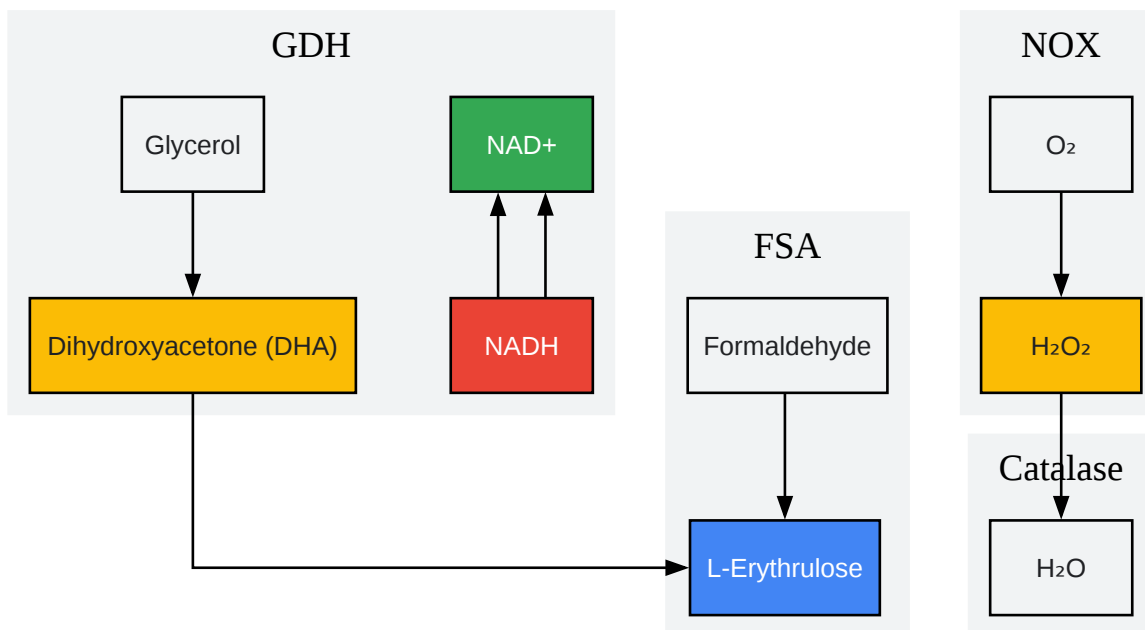 GDH
NOX
Glycerol
NAD+
O₂
FSA
Dihydroxyacetone (DHA)
NADH
Formaldehyde
H₂O₂
Catalase
L-Erythrulose
H₂O